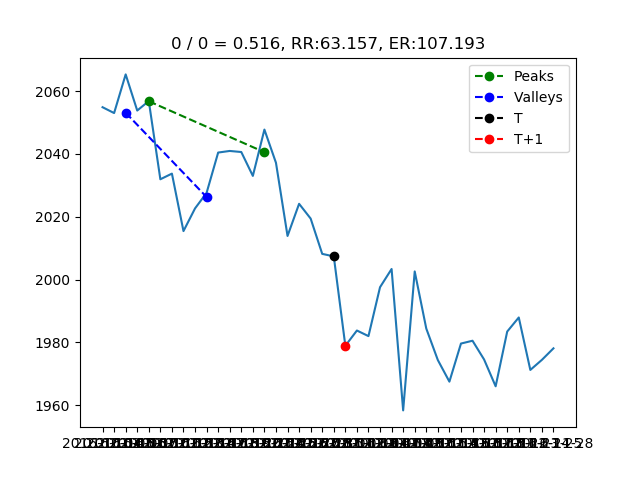 0 / 0 = 0.516, RR:63.157, ER:107.193
Peaks
Valleys
T
T+1
2060
2040
2020
2000
1980
1960